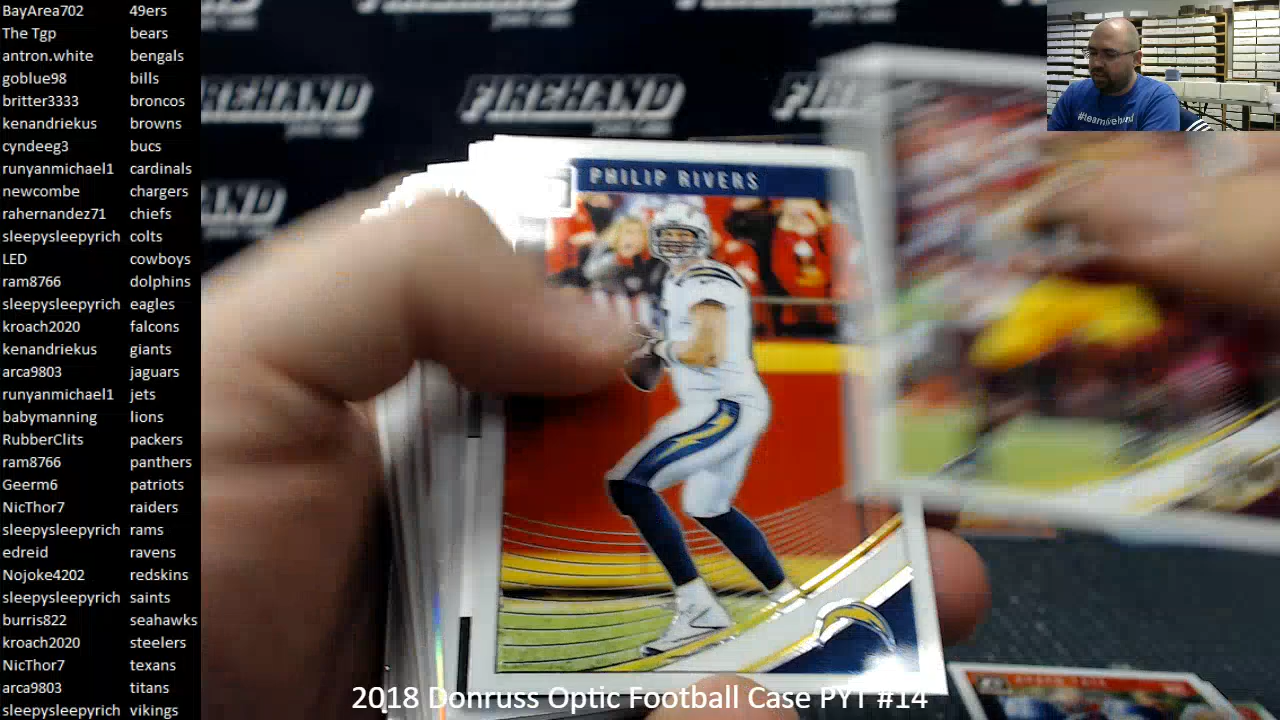 BayArea702 49ers
The Tgp bears
antron.white bengals
goblue98 bills
britter3333 broncos
kenandriekus browns
cyndeeg3 bucs
runyanmichael1 cardinals
newcombe chargers
rahernandez71 chiefs
sleepysleepyrich colts
LED cowboys
ram8766 dolphins
sleepysleepyrich eagles
kroach2020 falcons
kenandriekus giants
arca9803 jaguars
runyanmichael1 jets
babymanning lions
RubberClits packers
ram8766 panthers
Geerm6 patriots
NicThor7 raiders
sleepysleepyrich rams
edreid ravens
Nojoke4202 redskins
sleepysleepyrich saints
burris822 seahawks
kroach2020 steelers
NicThor7 texans
arca9803 titans
sleepysleepyrich vikings
FIREHAND
PHILIP RIVERS
2018 Donruss Optic Football Case PYT #14